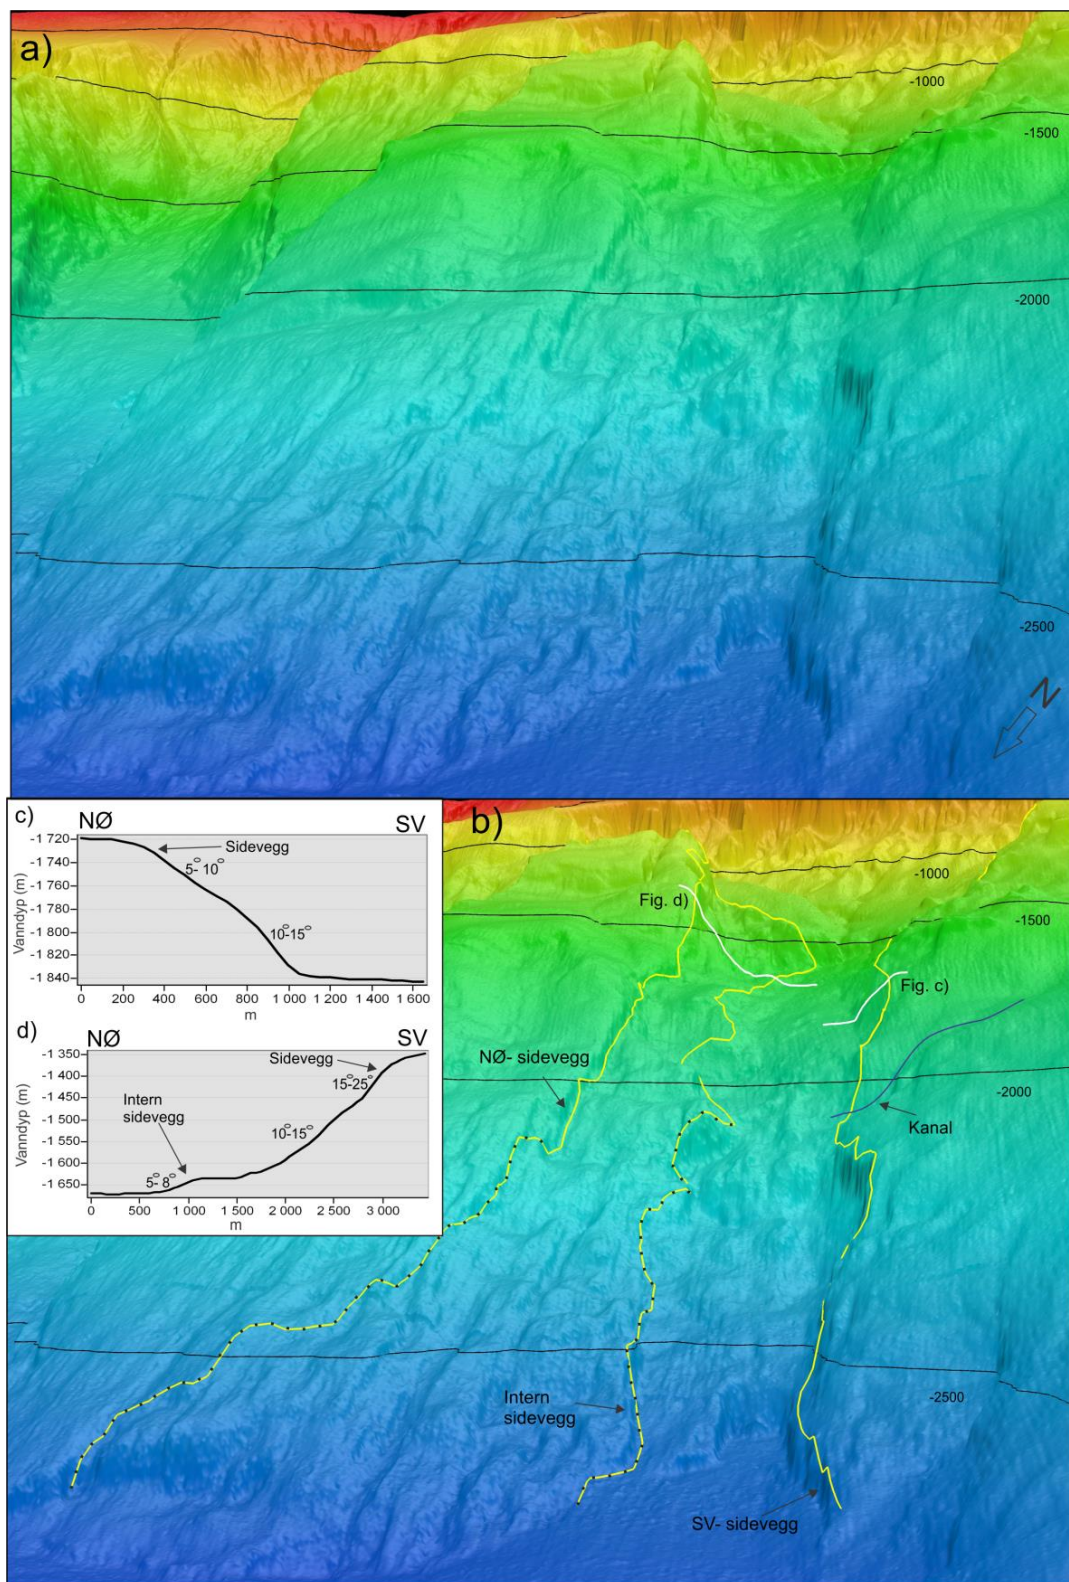 a)
-1000
-1500
-2000
-2500
N
c)
NØ
SV
Vanndyp (m)
-1 720
-1 740
-1 760
-1 780
-1 800
-1 820
-1 840
Sidevegg
5- 10°
10-15°
0 200 400 600 800 1 000 1 200 1 400 1 600
m
d)
NØ
SV
Vanndyp (m)
-1 350
-1 400
-1 450
-1 500
-1 550
-1 600
-1 650
Sidevegg
15-25°
Intern
sidevegg
10-15°
5- 8°
0 500 1 000 1 500 2 000 2 500 3 000
m
b)
-1000
Fig. d)
-1500
Fig. c)
NØ- sidevegg
-2000
Kanal
Intern
sidevegg
-2500
SV- sidevegg